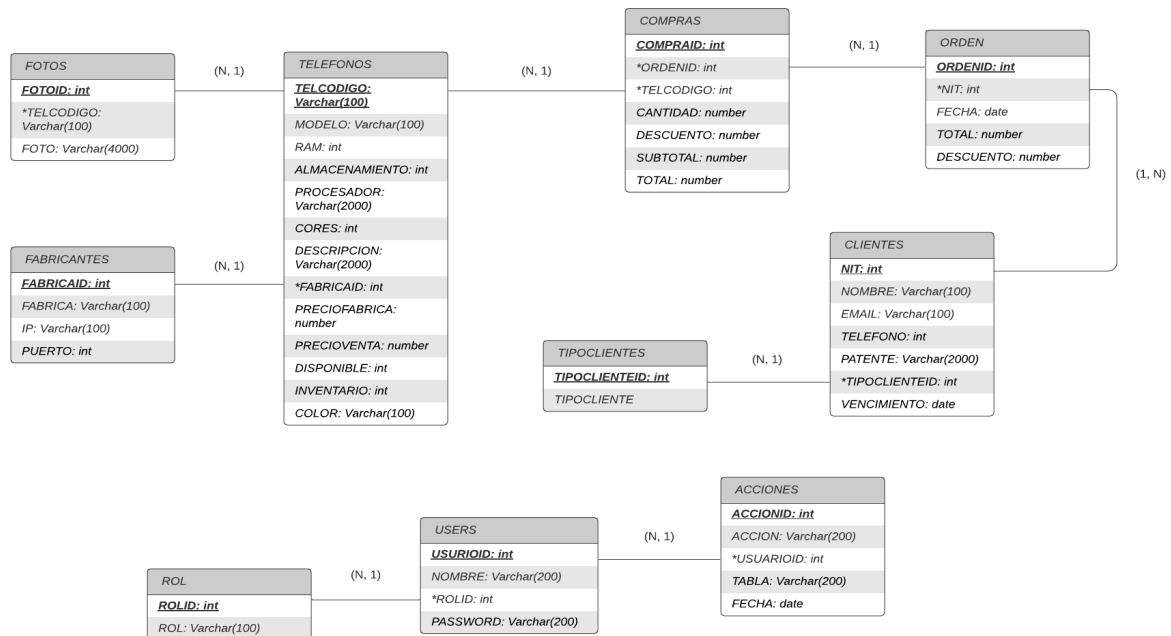 FOTOS
FOTOID: int
*TELCODIGO:
Varchar(100)
FOTO: Varchar(4000)
(N, 1)
TELEFONOS
TELCODIGO:
Varchar(100)
MODELO: Varchar(100)
RAM: int
ALMACENAMIENTO: int
PROCESADOR:
Varchar(2000)
CORES: int
DESCRIPCION:
Varchar(2000)
*FABRICAID: int
PRECIOFABRICA:
number
PRECIOVENTA: number
DISPONIBLE: int
INVENTARIO: int
COLOR: Varchar(100)
(N, 1)
COMPRAS
COMPRAID: int
*ORDENID: int
*TELCODIGO: int
CANTIDAD: number
DESCUENTO: number
SUBTOTAL: number
TOTAL: number
(N, 1)
ORDEN
ORDENID: int
*NIT: int
FECHA: date
TOTAL: number
DESCUENTO: number
(1, N)
FABRICANTES
FABRICAID: int
FABRICA: Varchar(100)
IP: Varchar(100)
PUERTO: int
(N, 1)
CLIENTES
NIT: int
NOMBRE: Varchar(100)
EMAIL: Varchar(100)
TELEFONO: int
PATENTE: Varchar(2000)
*TIPOCLIENTEID: int
VENCIMIENTO: date
TIPOCLIENTES
TIPOCLIENTEID: int
TIPOCLIENTE
(N, 1)
ROL
ROLID: int
ROL: Varchar(100)
(N, 1)
USERS
USURIOID: int
NOMBRE: Varchar(200)
*ROLID: int
PASSWORD: Varchar(200)
(N, 1)
ACCIONES
ACCIONID: int
ACCION: Varchar(200)
*USUARIOID: int
TABLA: Varchar(200)
FECHA: date